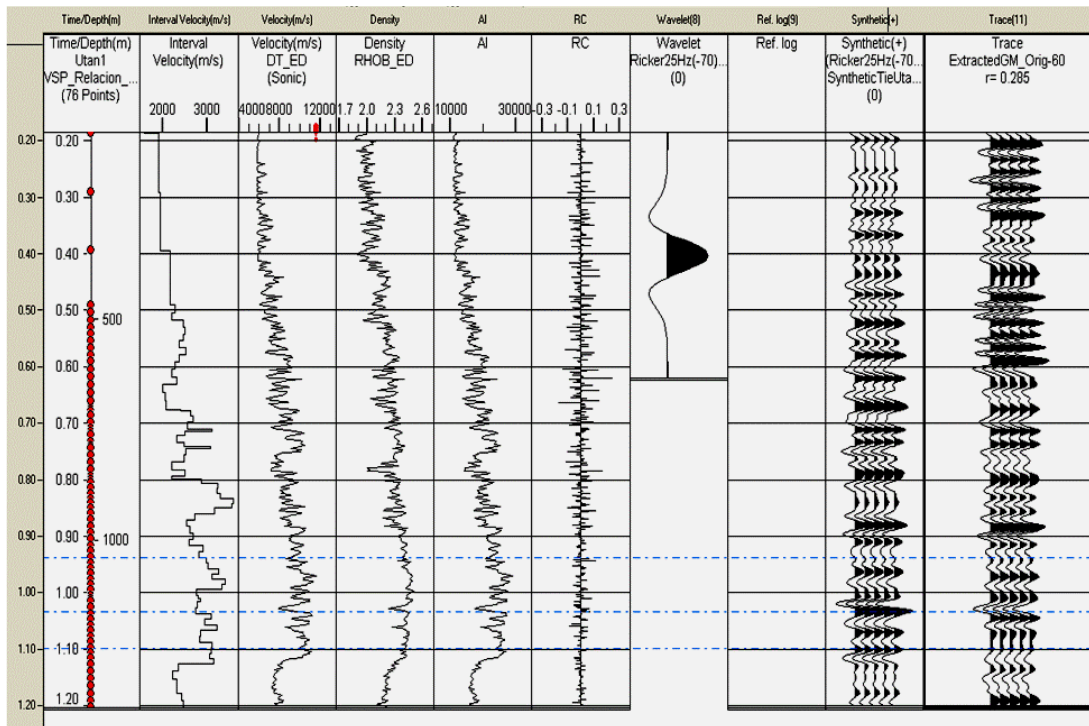 Time/Depth(m) Interval Velocity(m/s) Velocity(m/s) Density AI RC Wavelet(8) Ref. log(9) Synthetic(+) Trace(11)
Time/Depth(m) Interval Velocity(m/s) Density AI RC Wavelet Ref. log Synthetic(+) Trace
Utan1 Velocity(m/s) DT_ED RHOB_ED Ricker25Hz(-70)... (Ricker25Hz(-70... ExtractedGM_Orig-60
VSP_Relacion_... (Sonic) (0) SyntheticTieUta... r= 0.285
(76 Points) (0)
2000 3000 4000 8000 12000 1.7 2.0 2.3 2.6 10000 30000 -0.3 -0.1 0.1 0.3
0.20 0.20
0.30 0.30
0.40 0.40
0.50 0.50 500
0.60 0.60
0.70 0.70
0.80 0.80
0.90 0.90 1000
1.00 1.00
1.10 1.10
1.20 1.20